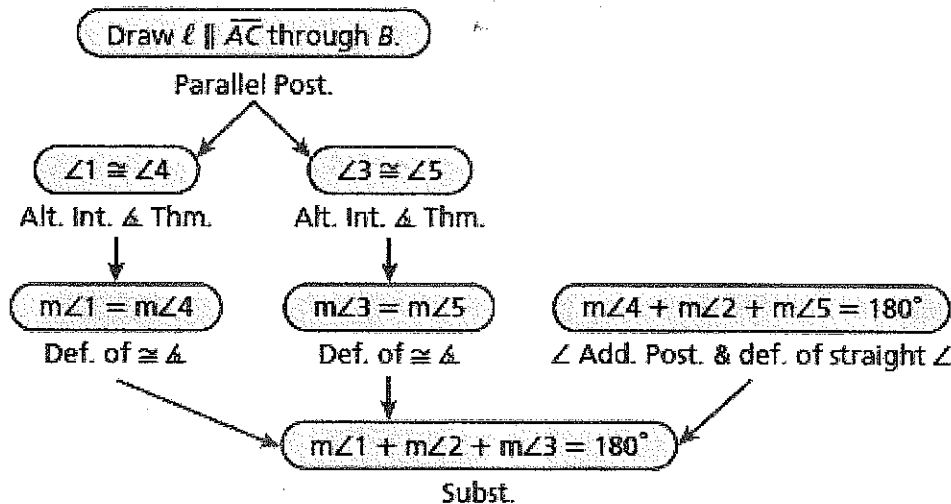 Draw ℓ ∥ A̅C̅ through B.
Parallel Post.
∠1 ≅ ∠4
∠3 ≅ ∠5
Alt. Int. ∡ Thm.
Alt. Int. ∡ Thm.
m∠1 = m∠4
m∠3 = m∠5
m∠4 + m∠2 + m∠5 = 180°
Def. of ≅ ∡
Def. of ≅ ∡
∠ Add. Post. & def. of straight ∠
m∠1 + m∠2 + m∠3 = 180°
Subst.